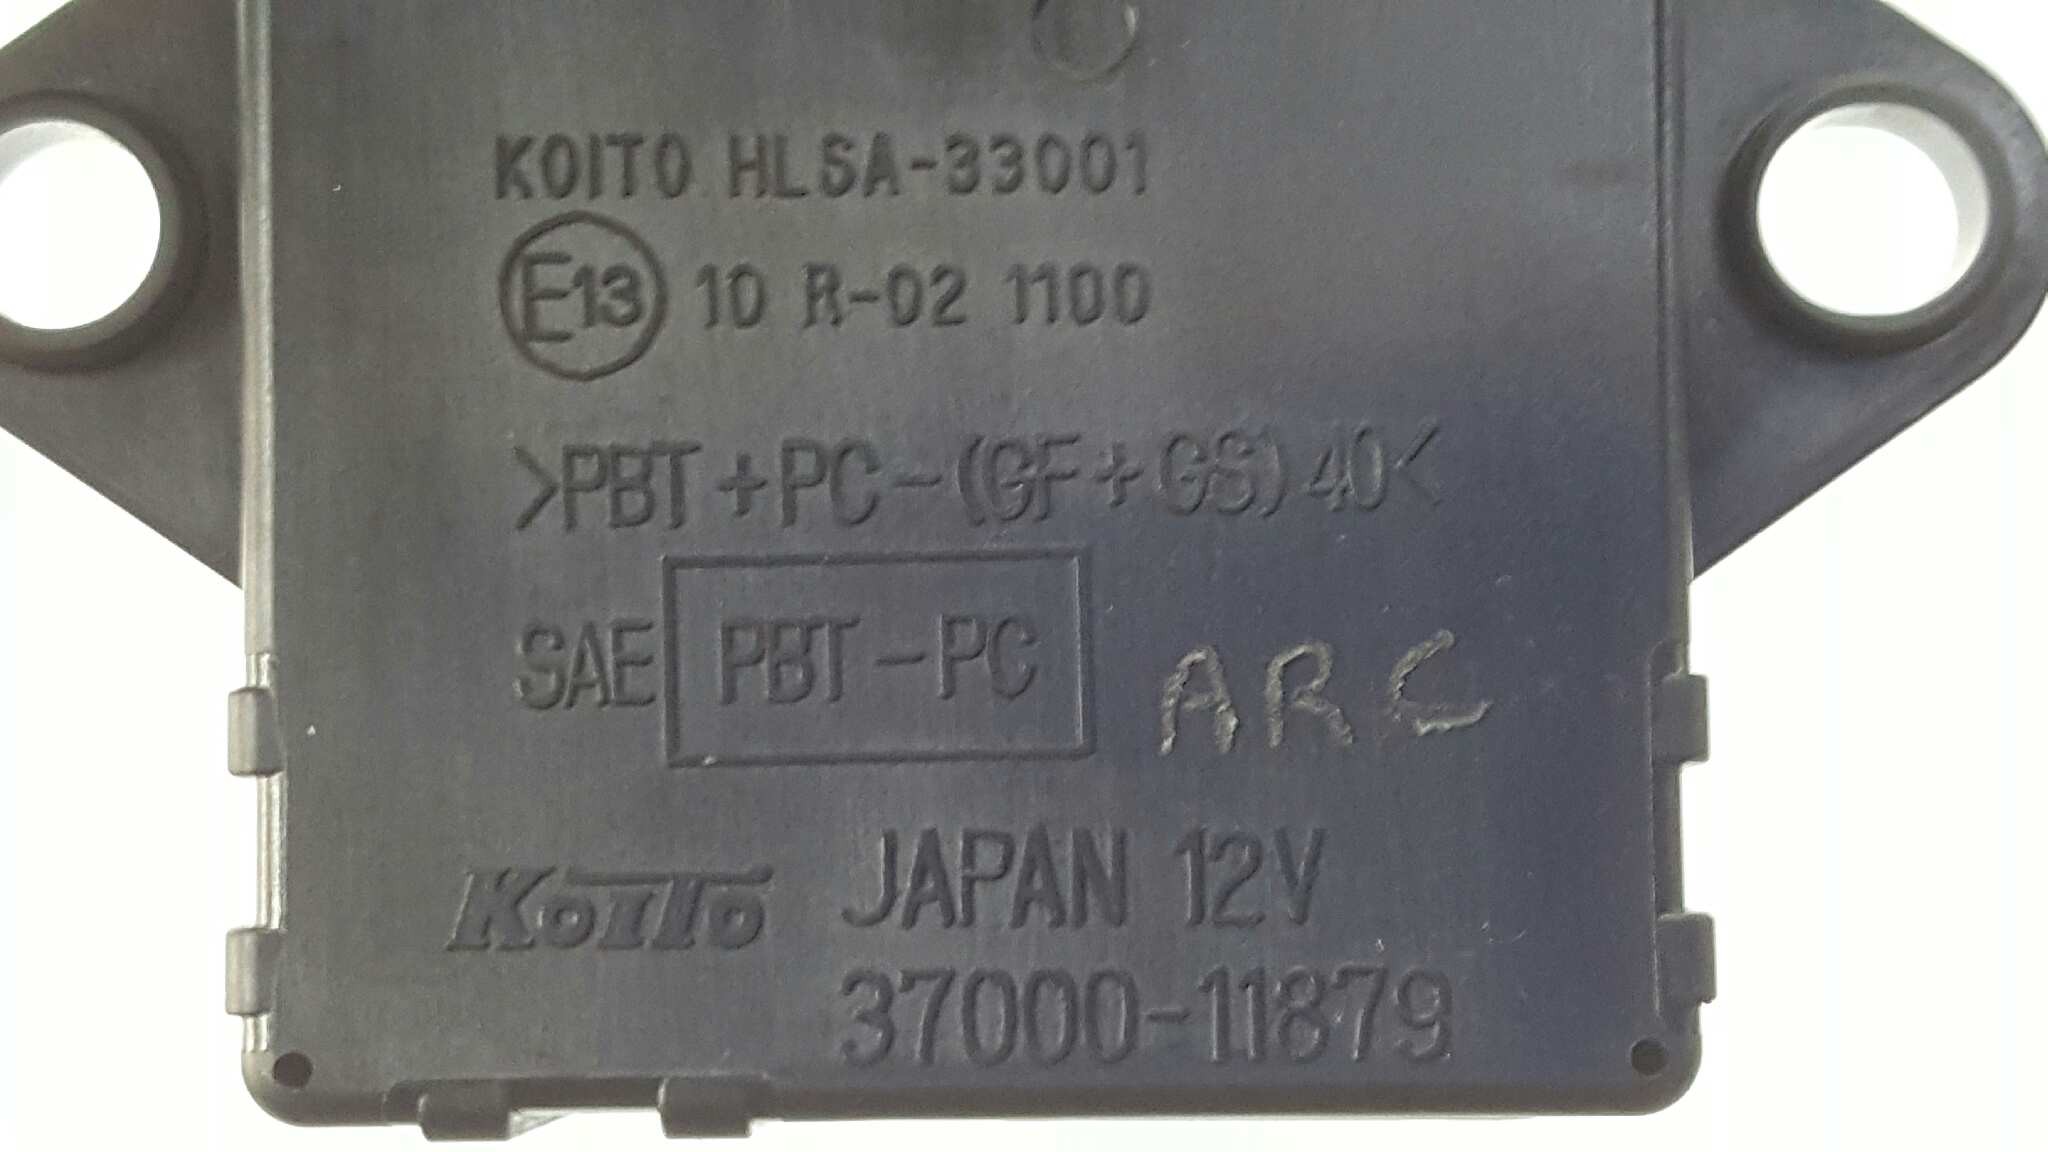 KOITO HLSA-33001
E13 10 R-02 1100
>PBT+PC-(GF+GS)40<
SAE PBT-PC
ARC
KOITO JAPAN 12V
37000-11879